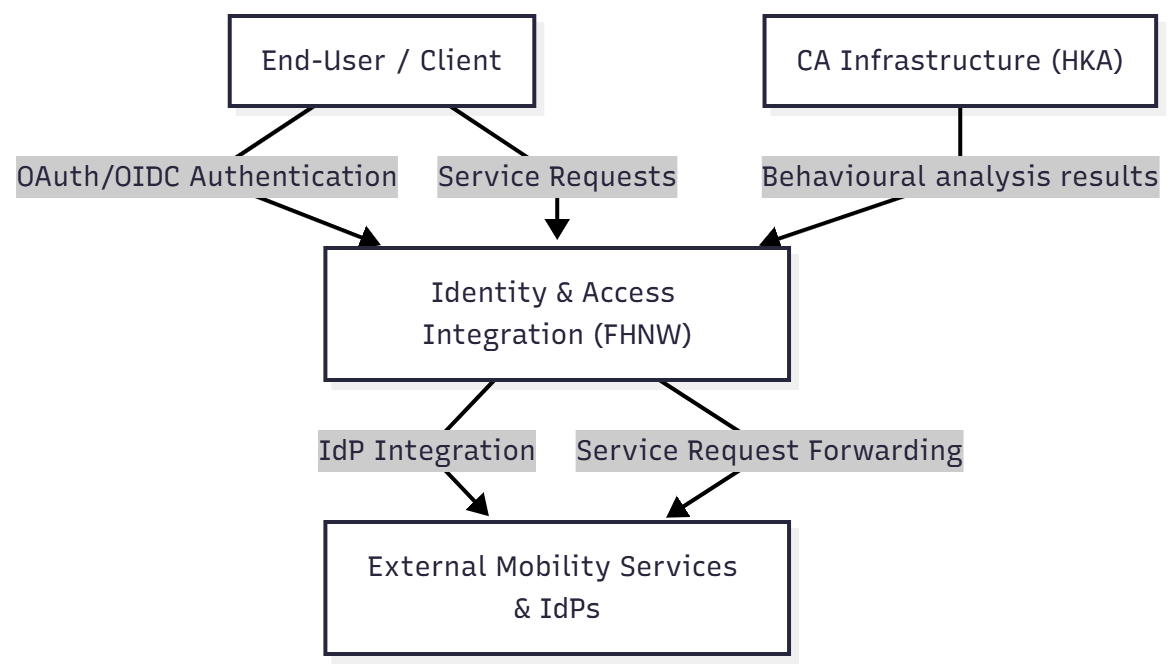 End-User / Client
CA Infrastructure (HKA)
OAuth/OIDC Authentication
Service Requests
Behavioural analysis results
Identity & Access
Integration (FHNW)
IdP Integration
Service Request Forwarding
External Mobility Services
& IdPs